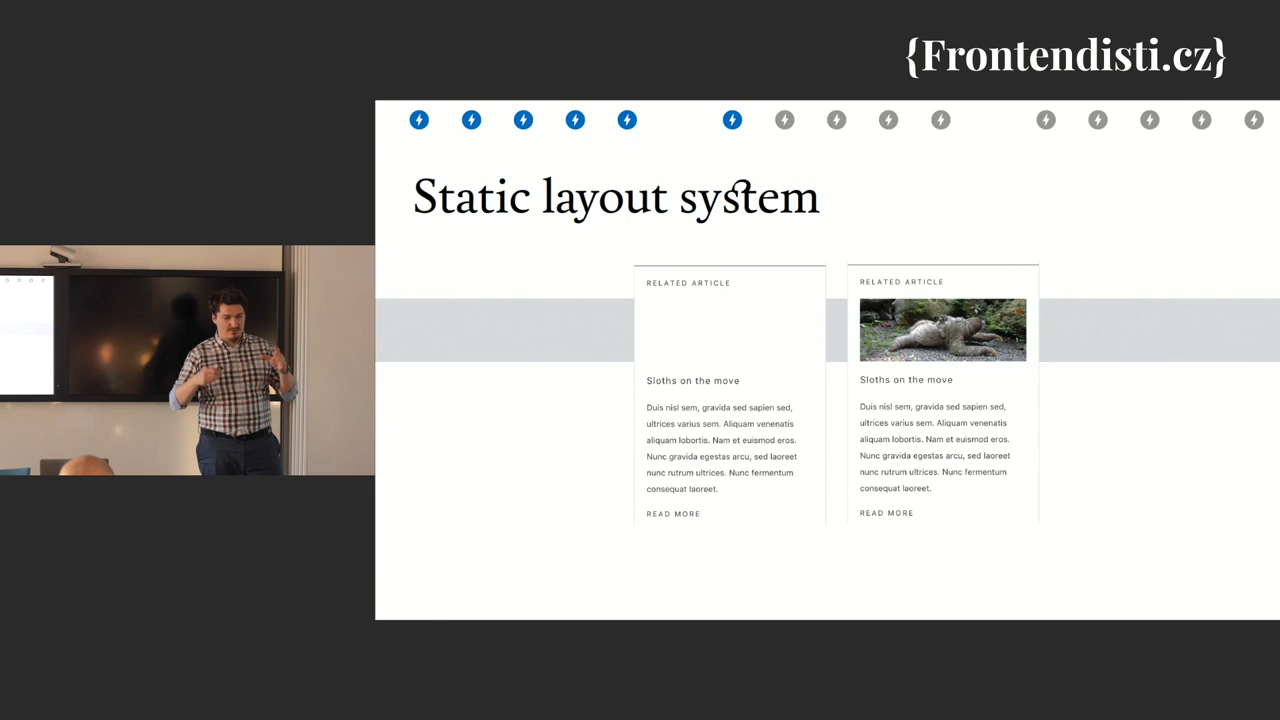 {Frontendisti.cz}
Static layout system
RELATED ARTICLE
Sloths on the move
Duis nisl sem, gravida sed sapien sed,
ultrices varius sem. Aliquam venenatis
aliquam lobortis. Nam et euismod eros.
Nunc gravida egestas arcu, sed laoreet
nunc rutrum ultrices. Nunc fermentum
consequat laoreet.
READ MORE
RELATED ARTICLE
Sloths on the move
Duis nisl sem, gravida sed sapien sed,
ultrices varius sem. Aliquam venenatis
aliquam lobortis. Nam et euismod eros.
Nunc gravida egestas arcu, sed laoreet
nunc rutrum ultrices. Nunc fermentum
consequat laoreet.
READ MORE